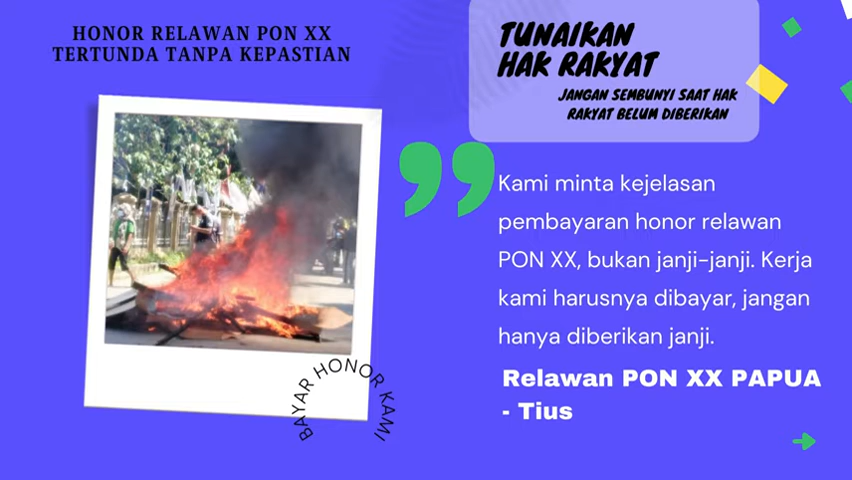 HONOR RELAWAN PON XX
TERTUNDA TANPA KEPASTIAN
TUNAIKAN
HAK RAKYAT
JANGAN SEMBUNYI SAAT HAK
RAKYAT BELUM DIBERIKAN
Kami minta kejelasan
pembayaran honor relawan
PON XX, bukan janji-janji. Kerja
kami harusnya dibayar, jangan
hanya diberikan janji.
Relawan PON XX PAPUA
- Tius
BAYAR HONOR KAMI